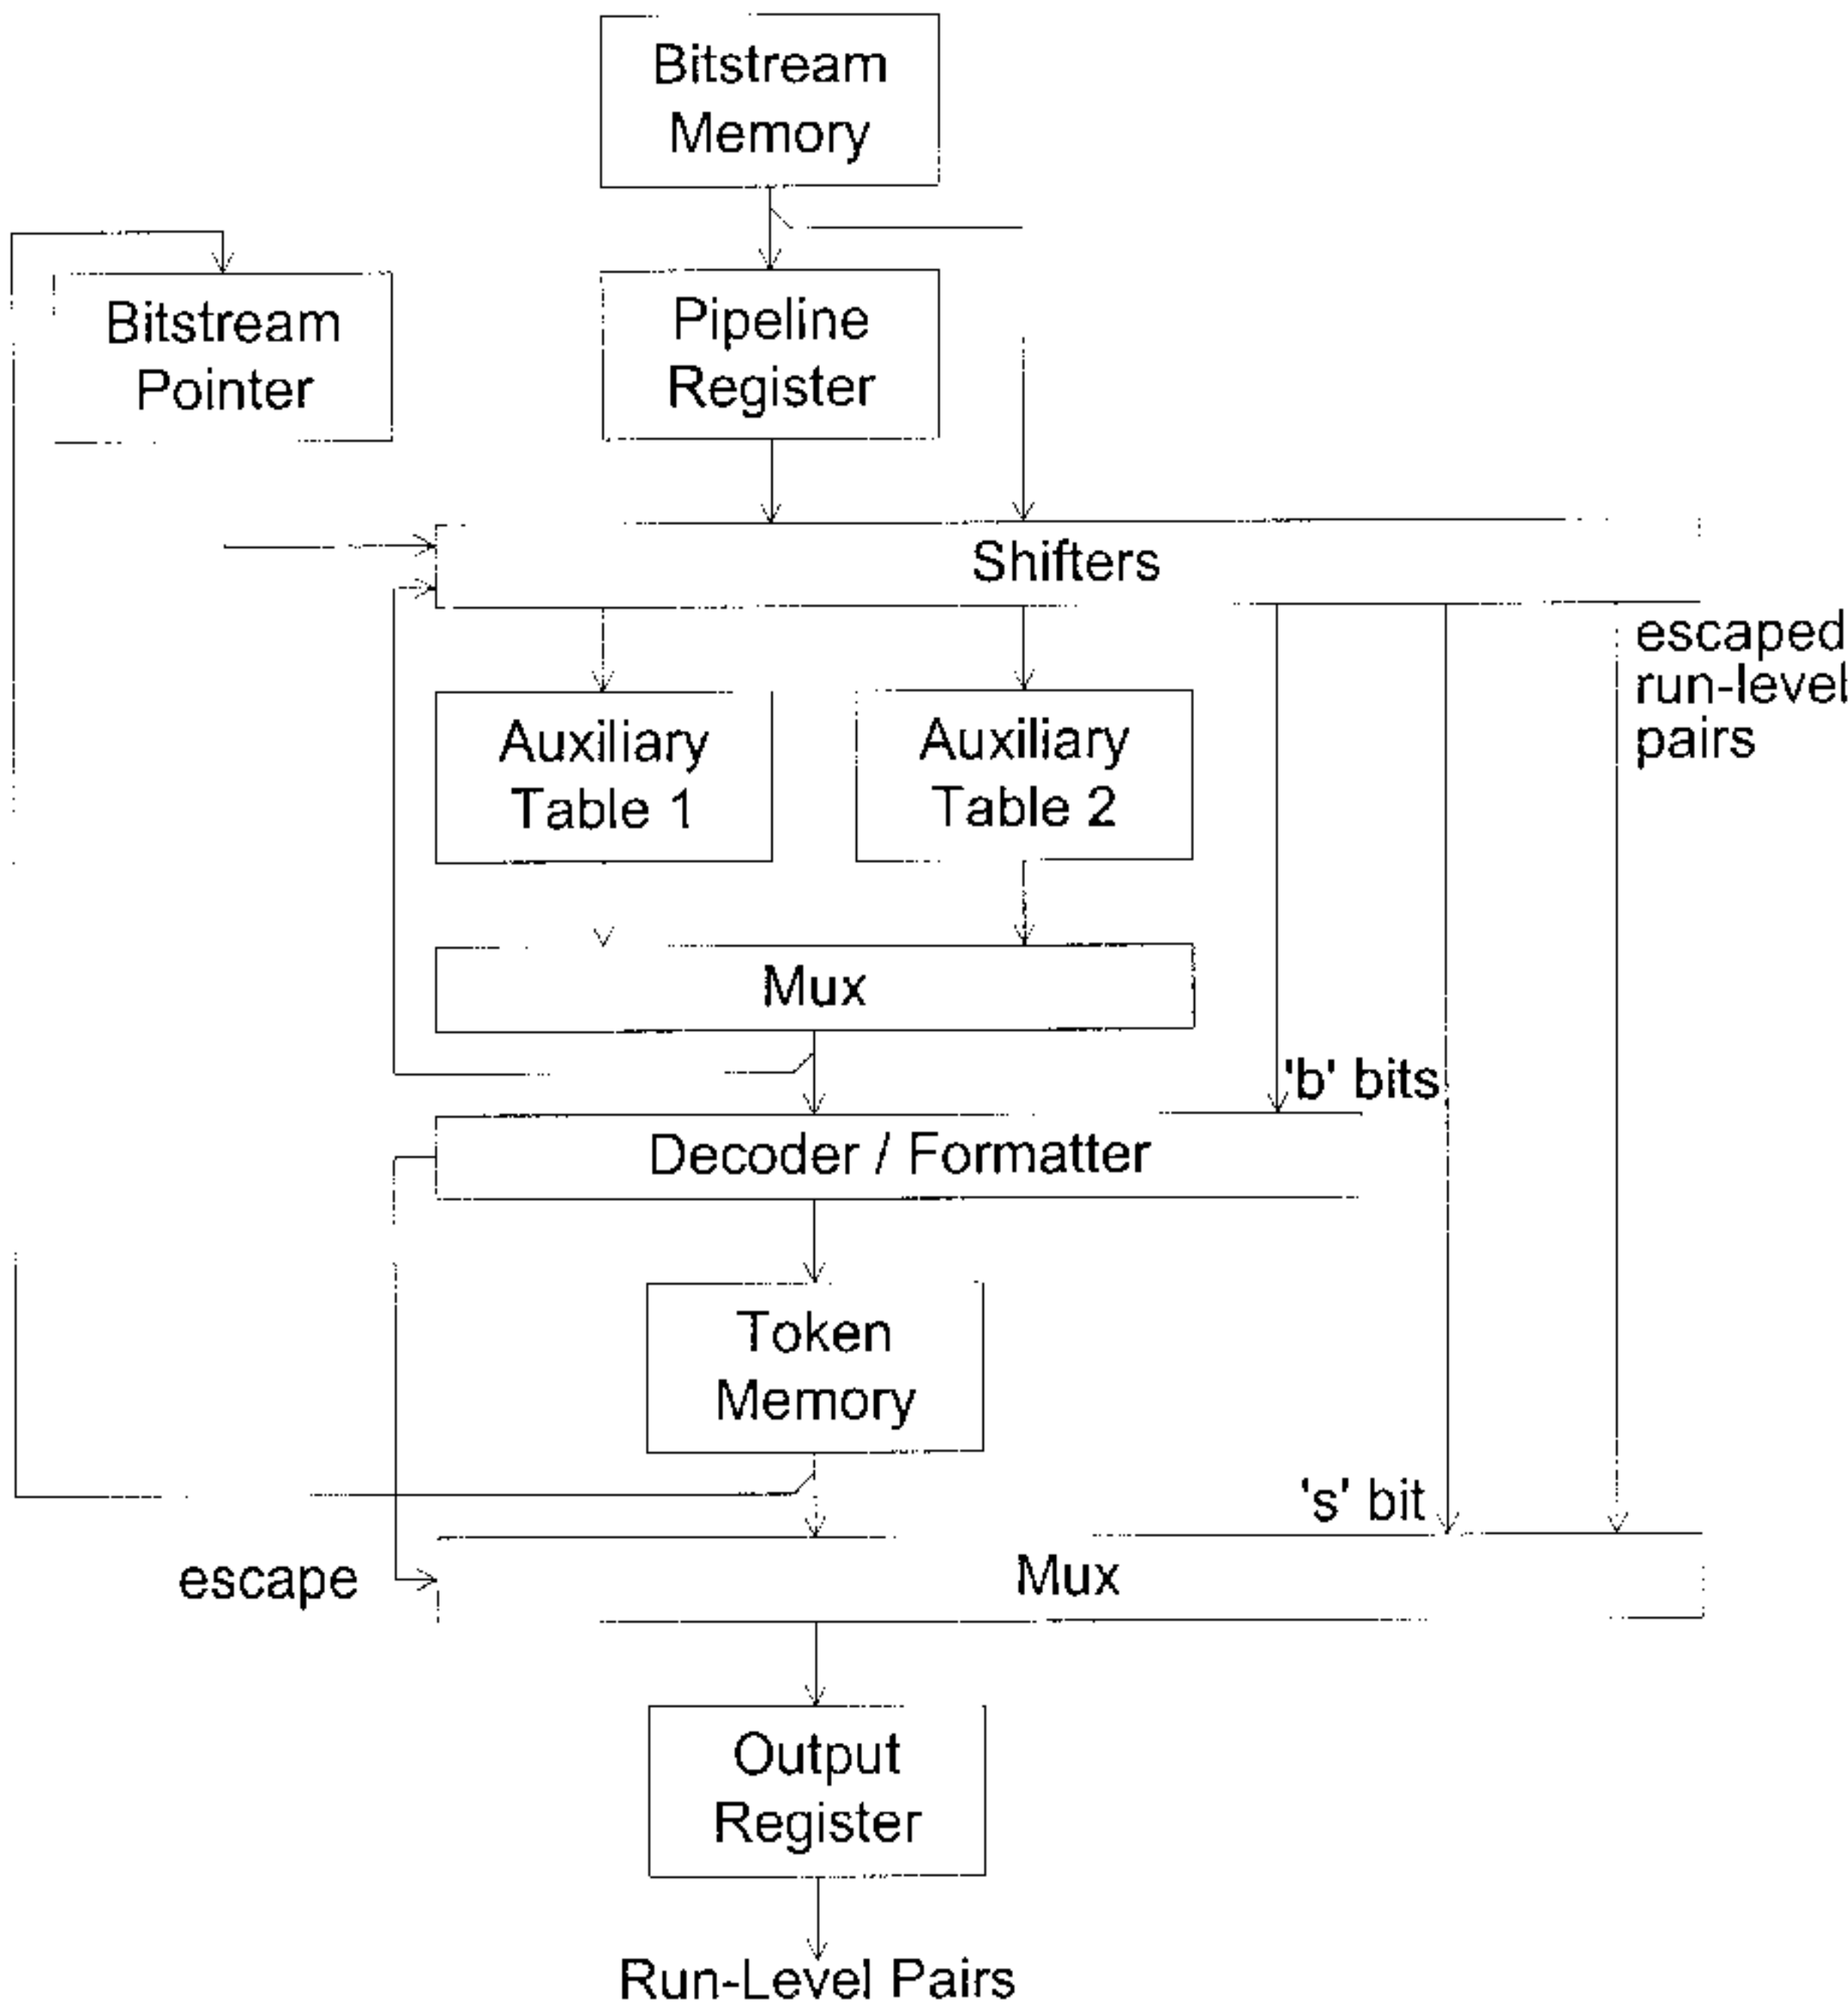 Bitstream
Memory
Bitstream
Pointer
Pipeline
Register
Shifters
escaped
run-level
pairs
Auxiliary
Table 1
Auxiliary
Table 2
Mux
'b' bits
Decoder / Formatter
Token
Memory
's' bit
escape
Mux
Output
Register
Run-Level Pairs